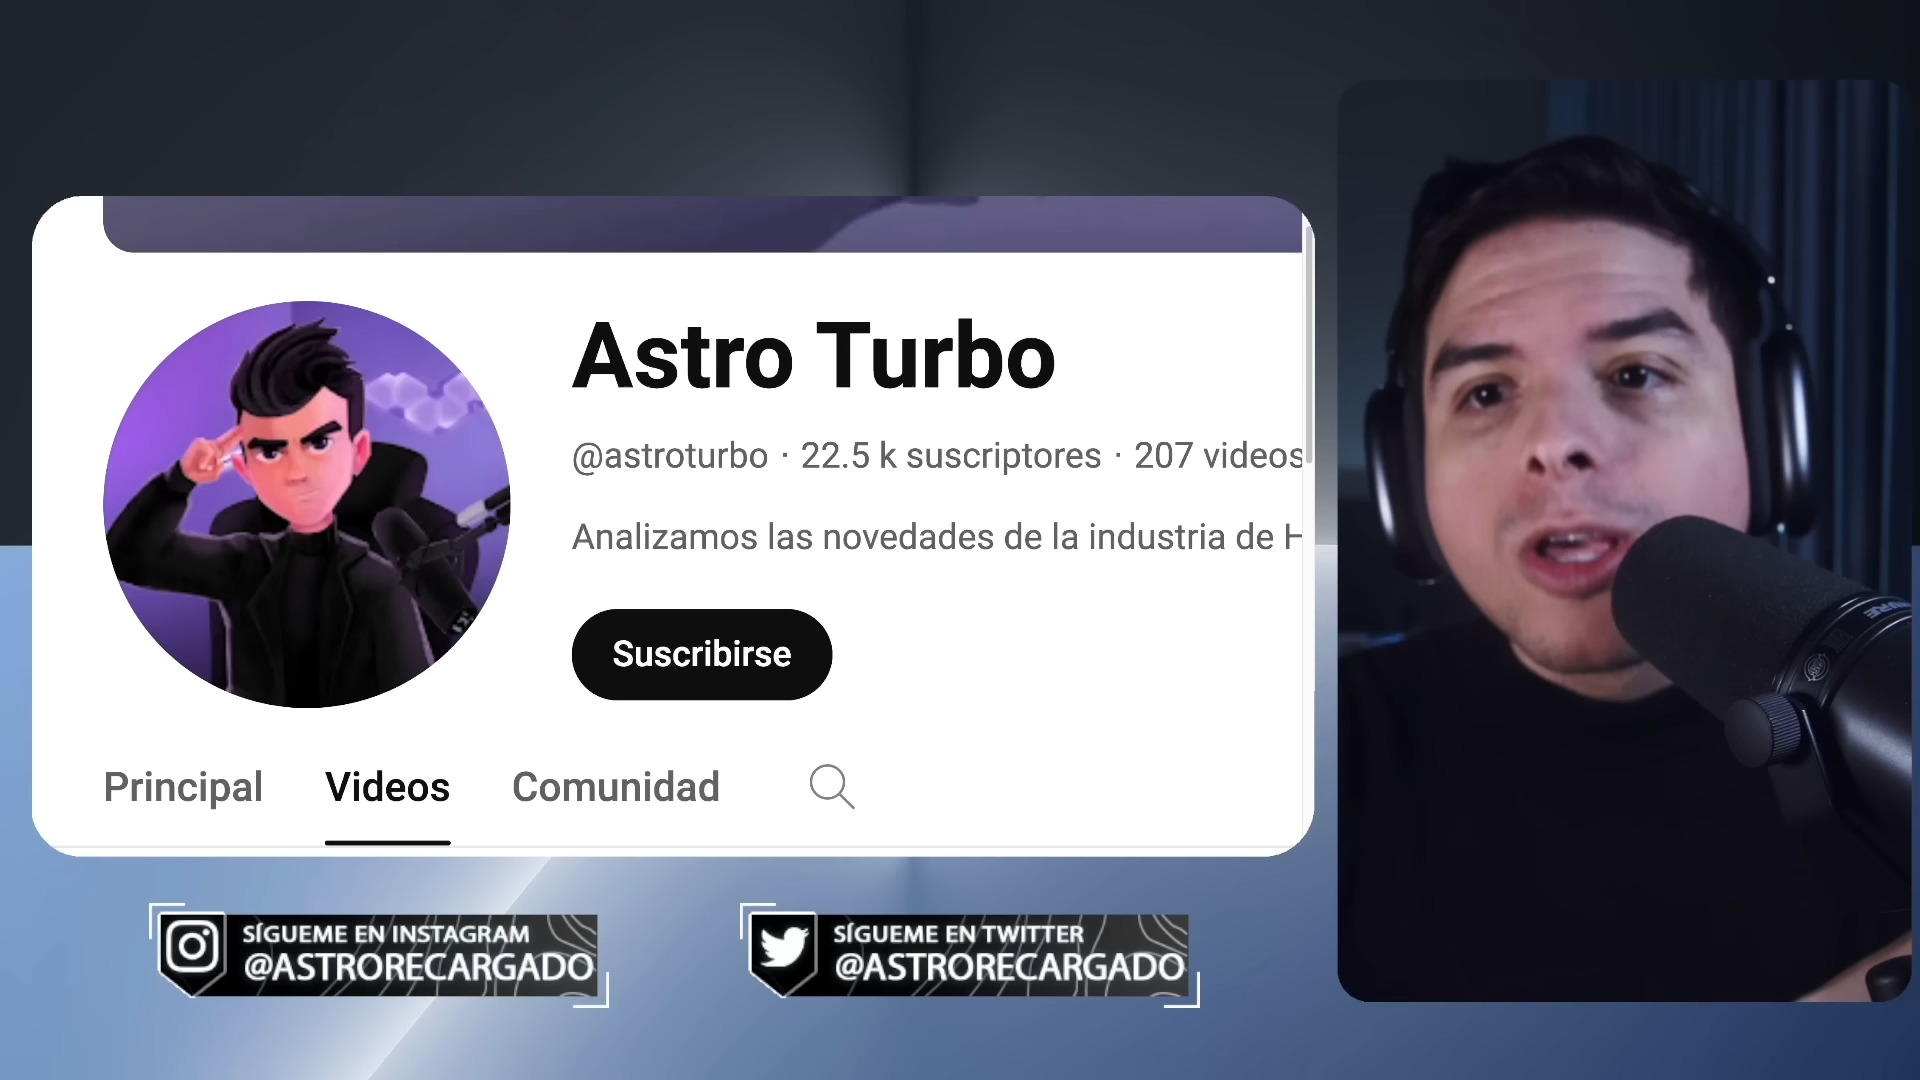 Astro Turbo
@astroturbo · 22.5 k suscriptores · 207 videos
Analizamos las novedades de la industria de H
Suscribirse
Principal Videos Comunidad
SÍGUEME EN INSTAGRAM
@ASTRORECARGADO
SÍGUEME EN TWITTER
@ASTRORECARGADO